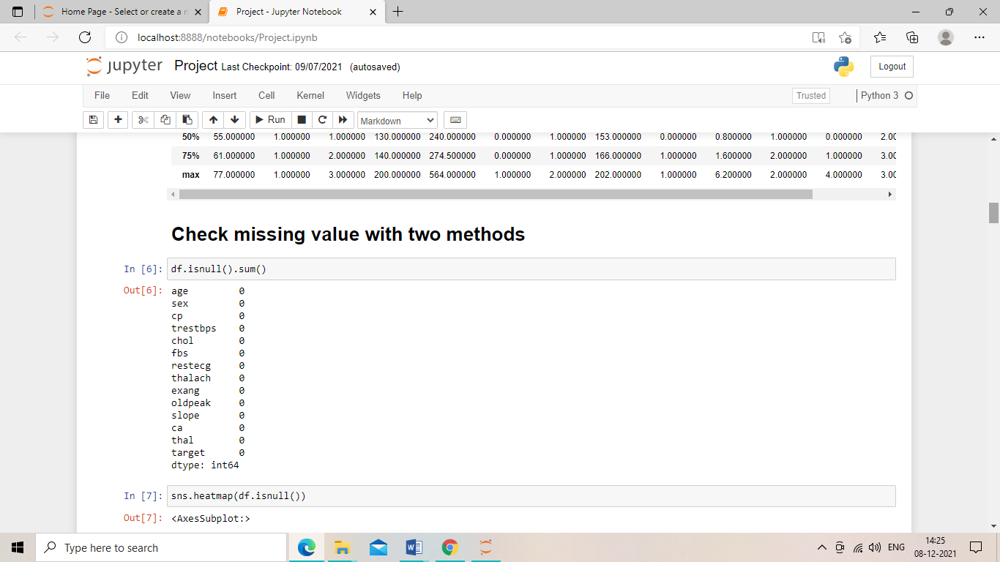 Home Page - Select or create a n
Project - Jupyter Notebook
localhost:8888/notebooks/Project.ipynb
jupyter Project Last Checkpoint: 09/07/2021 (autosaved)
Logout
File Edit View Insert Cell Kernel Widgets Help
Trusted
Python 3
Run
Markdown
50% 55.000000 1.000000 1.000000 130.000000 240.000000 0.000000 1.000000 153.000000 0.000000 0.800000 1.000000 0.000000 2.00
75% 61.000000 1.000000 2.000000 140.000000 274.500000 0.000000 1.000000 166.000000 1.000000 1.600000 2.000000 1.000000 3.00
max 77.000000 1.000000 3.000000 200.000000 564.000000 1.000000 2.000000 202.000000 1.000000 6.200000 2.000000 4.000000 3.00
Check missing value with two methods
In [6]: df.isnull().sum()
Out[6]: age 0
sex 0
cp 0
trestbps 0
chol 0
fbs 0
restecg 0
thalach 0
exang 0
oldpeak 0
slope 0
ca 0
thal 0
target 0
dtype: int64
In [7]: sns.heatmap(df.isnull())
Out[7]: <AxesSubplot:>
Type here to search
ENG
14:25
08-12-2021